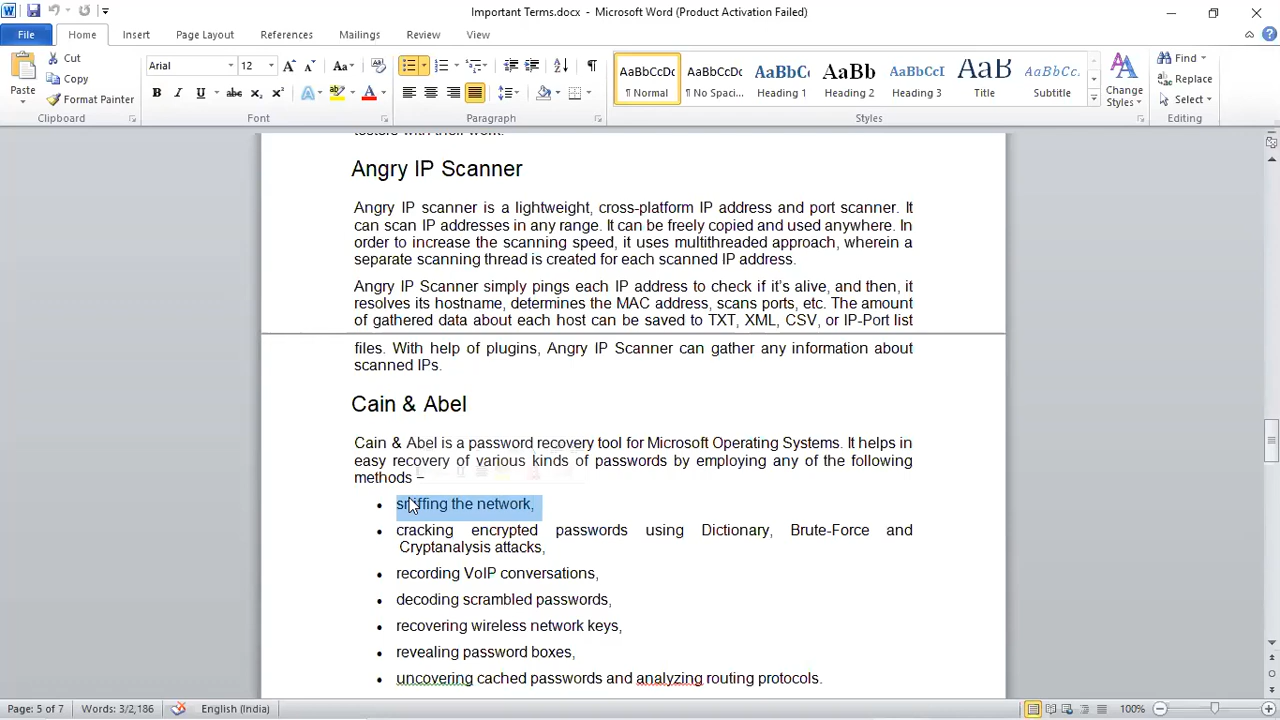 Important Terms.docx - Microsoft Word (Product Activation Failed)
File Home Insert Page Layout References Mailings Review View
Paste
Cut
Copy
Format Painter
Clipboard
Arial 12
Font
Paragraph
AaBbCcDc AaBbCcDc AaBbCc AaBbCc AaBbCcI AaB AaBbCcDc
¶ Normal ¶ No Spaci... Heading 1 Heading 2 Heading 3 Title Subtitle
Change Styles
Styles
Find
Replace
Select
Editing
testers with their work.
Angry IP Scanner
Angry IP scanner is a lightweight, cross-platform IP address and port scanner. It
can scan IP addresses in any range. It can be freely copied and used anywhere. In
order to increase the scanning speed, it uses multithreaded approach, wherein a
separate scanning thread is created for each scanned IP address.
Angry IP Scanner simply pings each IP address to check if it's alive, and then, it
resolves its hostname, determines the MAC address, scans ports, etc. The amount
of gathered data about each host can be saved to TXT, XML, CSV, or IP-Port list
files. With help of plugins, Angry IP Scanner can gather any information about
scanned IPs.
Cain & Abel
Cain & Abel is a password recovery tool for Microsoft Operating Systems. It helps in
easy recovery of various kinds of passwords by employing any of the following
methods −
• sniffing the network,
• cracking encrypted passwords using Dictionary, Brute-Force and
Cryptanalysis attacks,
• recording VoIP conversations,
• decoding scrambled passwords,
• recovering wireless network keys,
• revealing password boxes,
• uncovering cached passwords and analyzing routing protocols.
Page: 5 of 7 Words: 3/2,186 English (India) 100%